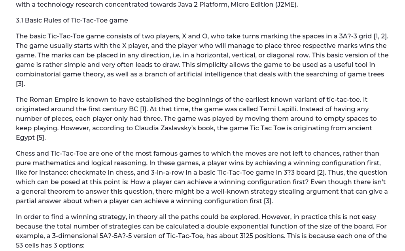 with a technology research concentrated towards Java 2 Platform, Micro Edition (J2ME).
3.1 Basic Rules of Tic-Tac-Toe game
The basic Tic-Tac-Toe game consists of two players, X and O, who take turns marking the spaces in a 3Ã?3 grid [1, 2].
The game usually starts with the X player, and the player who will manage to place three respective marks wins the
game. The marks can be placed in any direction, i.e. in a horizontal, vertical, or diagonal row. This basic version of the
game is rather simple and very often leads to draw. This simplicity allows the game to be used as a useful tool in
combinatorial game theory, as well as a branch of artificial intelligence that deals with the searching of game trees
[3].
The Roman Empire is known to have established the beginnings of the earliest known variant of tic-tac-toe. It
originated around the first century BC [1]. At that time, the game was called Terni Lapilli. Instead of having any
number of pieces, each player only had three. The game was played by moving them around to empty spaces to
keep playing. However, according to Claudia Zaslavsky's book, the game Tic Tac Toe is originating from ancient
Egypt [5].
Chess and Tic-Tac-Toe are one of the most famous games to which the moves are not left to chances, rather than
pure mathematics and logical reasoning. In these games, a player wins by achieving a winning configuration first,
like for instance: checkmate in chess, and 3-in-a-row in a basic tic-tac-toe game in 3?3 board [2]. Thus, the question
which can be posed at this point is: How a player can achieve a winning configuration first? Even though there isn't
a general theorem to answer this question, there might be a well-known strategy stealing argument that can give a
partial answer about when a player can achieve a winning configuration first [3].
In order to find a winning strategy, in theory all the paths could be explored. However, in practice this is not easy
because the total number of strategies can be calculated a double exponential function of the size of the board. For
example, a 3-dimensional 5Ã?5Ã?5 version of Tic-Tac-Toe, has about 3125 positions. This is because each one of the
53 cells has 3 options: